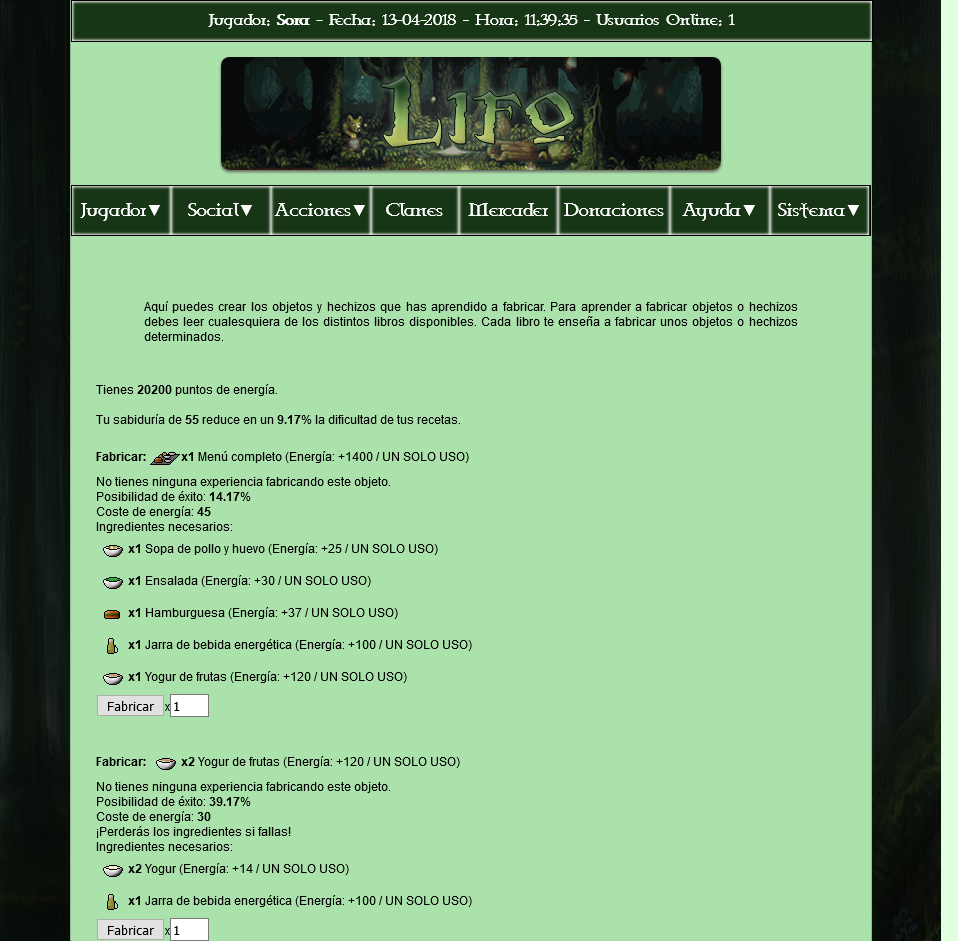 Jugador: Sora - Fecha: 13-04-2018 - Hora: 11:39:35 - Usuarios Online: 1
Lifo
Jugador▼ Social▼ Acciones▼ Clanes Mercader Donaciones Ayuda▼ Sistema▼
Aquí puedes crear los objetos y hechizos que has aprendido a fabricar. Para aprender a fabricar objetos o hechizos
debes leer cualesquiera de los distintos libros disponibles. Cada libro te enseña a fabricar unos objetos o hechizos
determinados.
Tienes 20200 puntos de energía.
Tu sabiduría de 55 reduce en un 9.17% la dificultad de tus recetas.
Fabricar: x1 Menú completo (Energía: +1400 / UN SOLO USO)
No tienes ninguna experiencia fabricando este objeto.
Posibilidad de éxito: 14.17%
Coste de energía: 45
Ingredientes necesarios:
x1 Sopa de pollo y huevo (Energía: +25 / UN SOLO USO)
x1 Ensalada (Energía: +30 / UN SOLO USO)
x1 Hamburguesa (Energía: +37 / UN SOLO USO)
x1 Jarra de bebida energética (Energía: +100 / UN SOLO USO)
x1 Yogur de frutas (Energía: +120 / UN SOLO USO)
Fabricar x 1
Fabricar: x2 Yogur de frutas (Energía: +120 / UN SOLO USO)
No tienes ninguna experiencia fabricando este objeto.
Posibilidad de éxito: 39.17%
Coste de energía: 30
¡Perderás los ingredientes si fallas!
Ingredientes necesarios:
x2 Yogur (Energía: +14 / UN SOLO USO)
x1 Jarra de bebida energética (Energía: +100 / UN SOLO USO)
Fabricar x 1